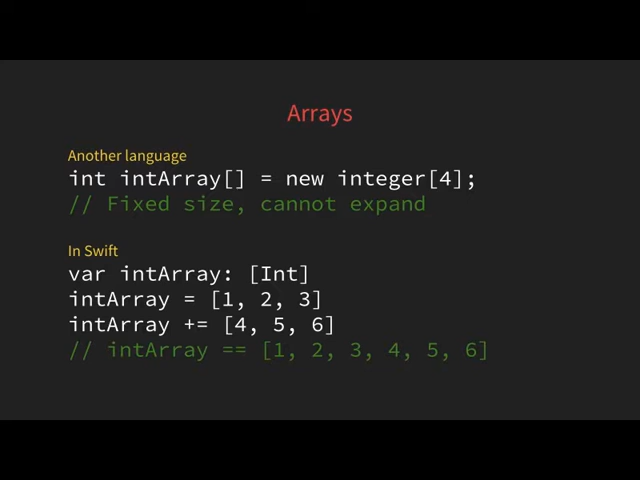 Arrays
Another language
int intArray[] = new integer[4];
// Fixed size, cannot expand
In Swift
var intArray: [Int]
intArray = [1, 2, 3]
intArray += [4, 5, 6]
// intArray == [1, 2, 3, 4, 5, 6]